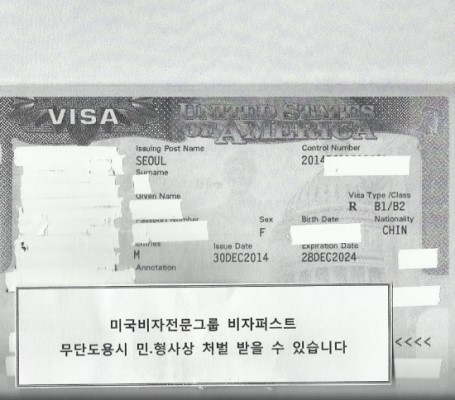 VISA
UNITED STATES
OF AMERICA
Issuing Post Name
SEOUL
Control Number
2014
Surname
Given Name
Visa Type /Class
R B1/B2
Passport Number
Sex
F
Birth Date
Nationality
CHIN
Entries
M
Issue Date
30DEC2014
Expiration Date
28DEC2024
Annotation
미국비자전문그룹 비자퍼스트
무단도용시 민.형사상 처벌 받을 수 있습니다
<<<<